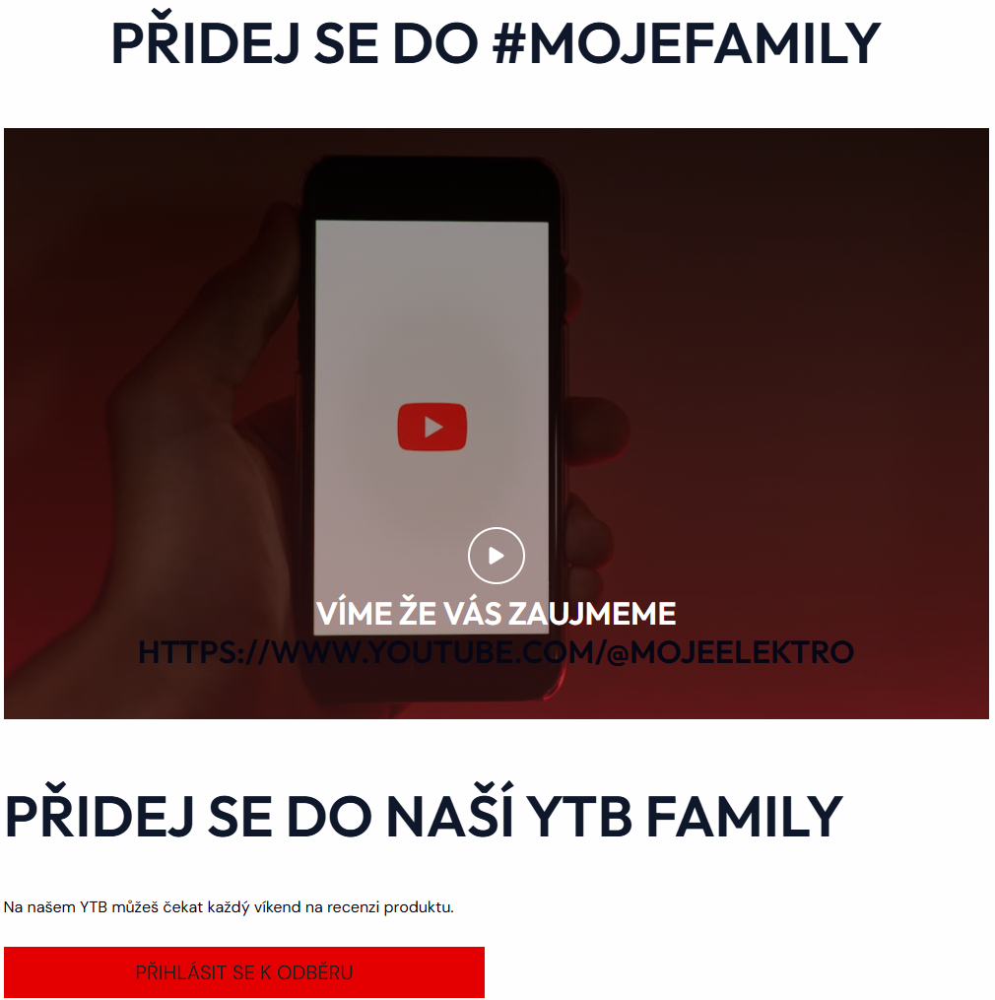 PŘIDEJ SE DO #MOJEFAMILY
VÍME ŽE VÁS ZAUJMEME
HTTPS://WWW.YOUTUBE.COM/@MOJEELEKTRO
PŘIDEJ SE DO NAŠÍ YTB FAMILY
Na našem YTB můžeš čekat každý víkend na recenzi produktu.
PŘIHLÁSIT SE K ODBĚRU